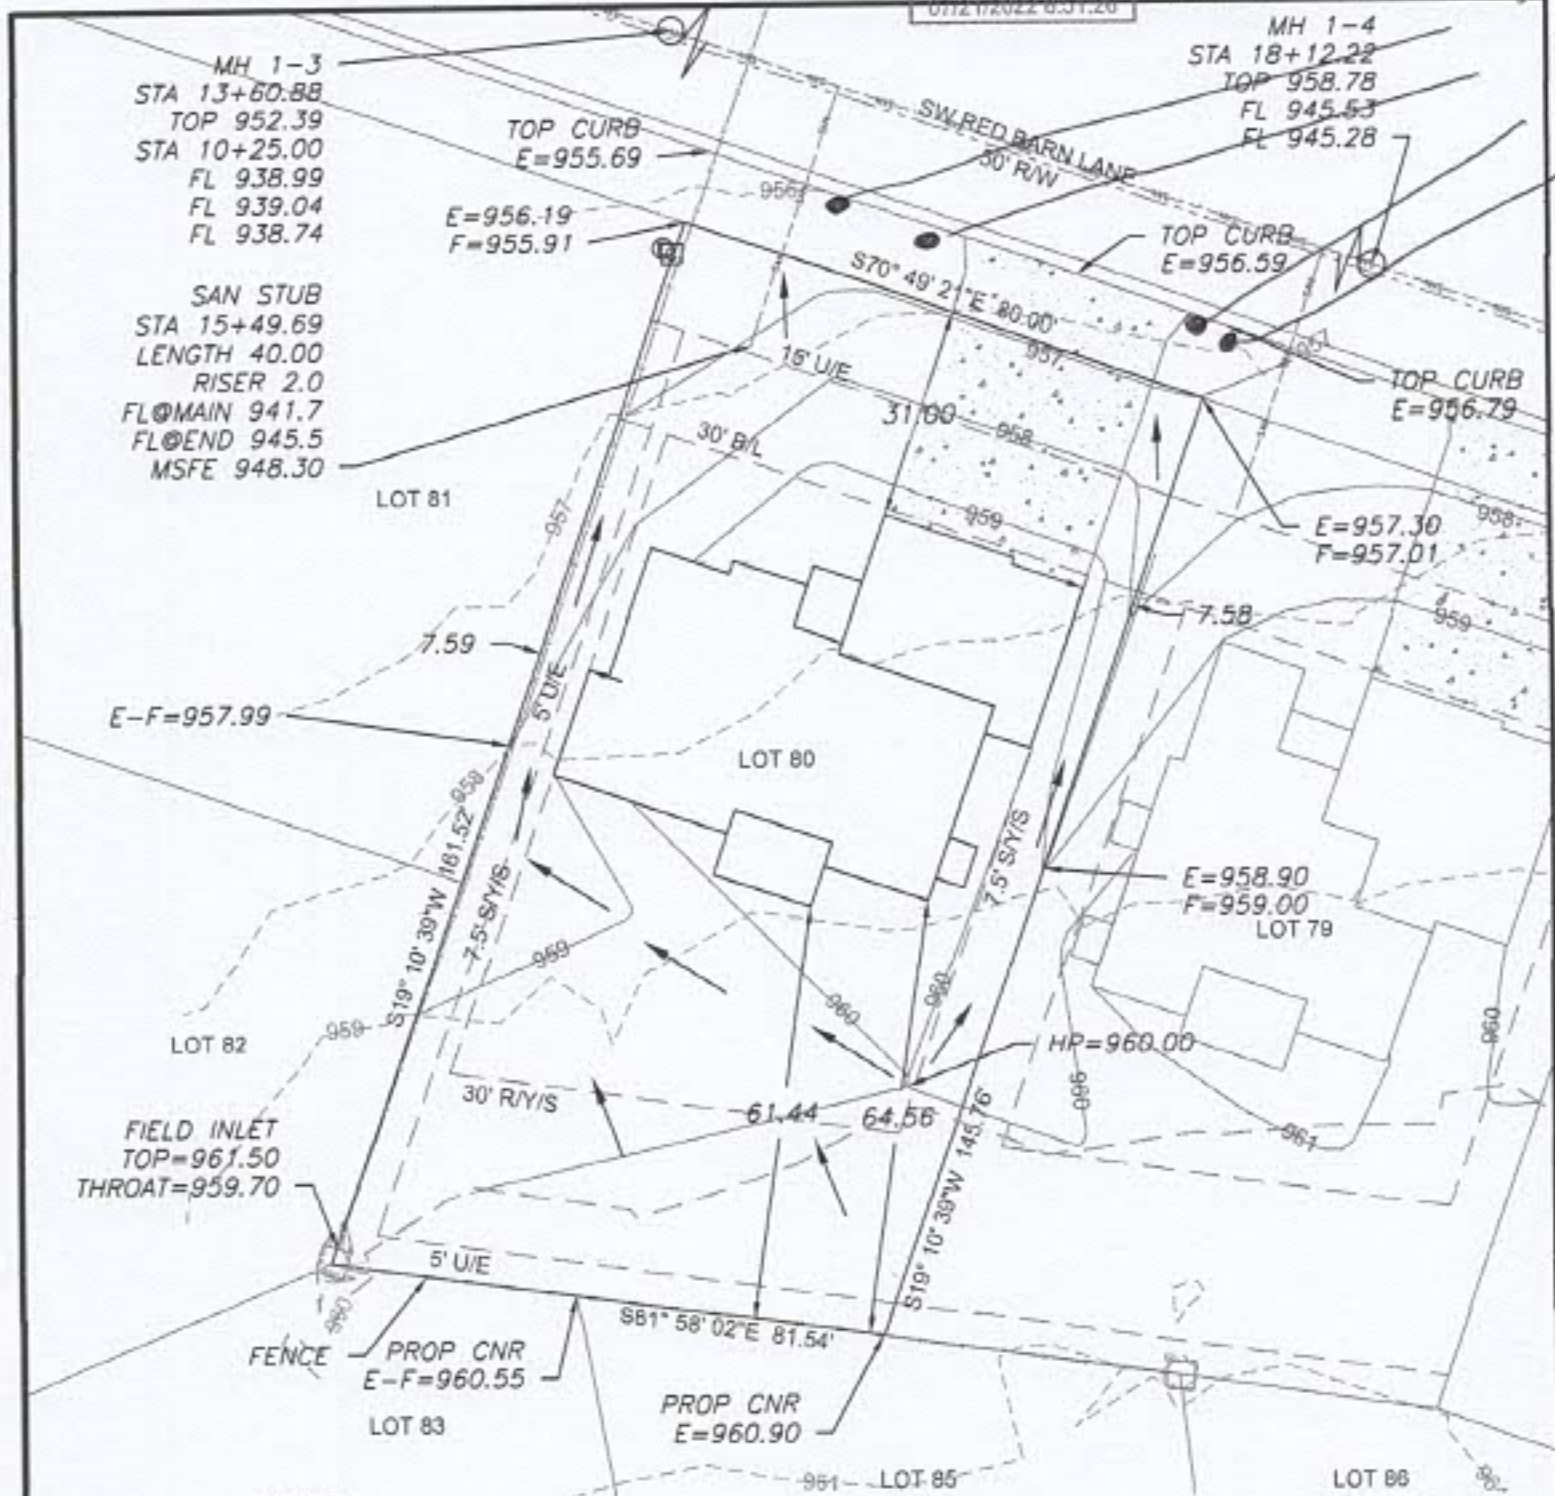 MH 1-3
STA 13+60.88
TOP 952.39
STA 10+25.00
FL 938.99
FL 939.04
FL 938.74
SAN STUB
STA 15+49.69
LENGTH 40.00
RISER 2.0
FL@MAIN 941.7
FL@END 945.5
MSFE 948.30
TOP CURB
E=955.69
E=956.19
F=955.91
MH 1-4
STA 18+12.22
TOP 958.78
FL 945.53
FL 945.28
SW RED BARN LANE
50' R/W
TOP CURB
E=956.59
TOP CURB
E=956.79
E=957.30
F=957.01
15' U/E
957
31.00
958
30' B/L
959
958
959
LOT 81
957
7.59
5' U/E
7.58
E-F=957.99
LOT 80
958
S19° 10' 39"W 161.52'
7.5' S/Y/S
7.5' S/Y/S
E=958.90
F=959.00
LOT 79
959
959
960
960
HP=960.00
960
960
961
LOT 82
30' R/Y/S
61.44
64.56
S19° 10' 39"W 145.76'
FIELD INLET
TOP=961.50
THROAT=959.70
5' U/E
960
S81° 58' 02"E 81.54'
FENCE
PROP CNR
E-F=960.55
PROP CNR
E=960.90
LOT 83
961
LOT 85
LOT 86